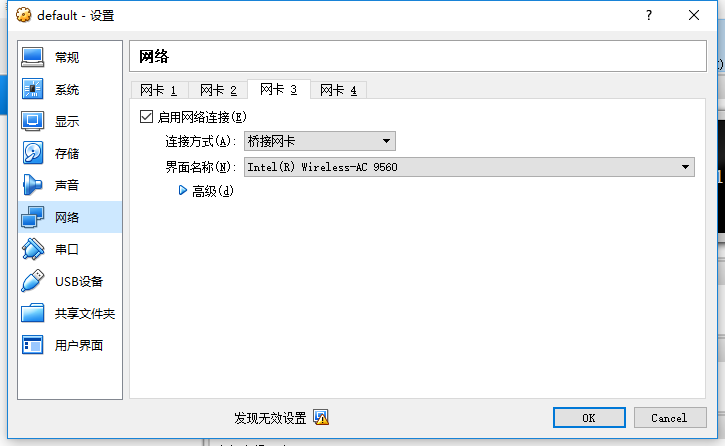 default - 设置
?
常规
系统
显示
存储
声音
网络
串口
USB设备
共享文件夹
用户界面
网络
网卡 1 网卡 2 网卡 3 网卡 4
启用网络连接(E)
连接方式(A): 桥接网卡
界面名称(N): Intel(R) Wireless-AC 9560
高级(d)
发现无效设置
OK Cancel